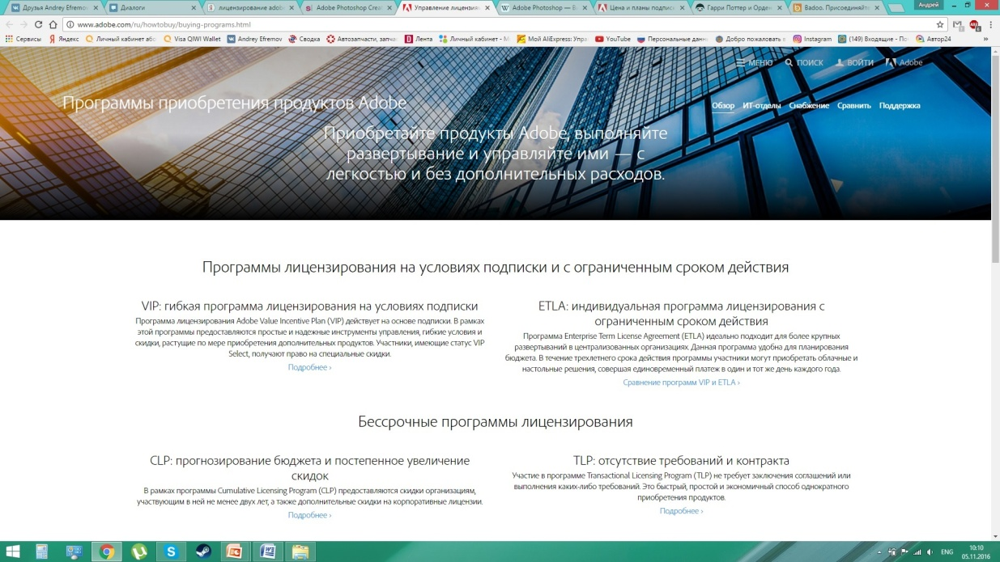 Друзья Andrey Efremov
Диалоги
лицензирование adobe
Adobe Photoshop Crea
Управление лицензия
Adobe Photoshop — В
Цена и планы подписк
Гарри Поттер и Орден
Badoo. Присоединяйте
Андрей
www.adobe.com/ru/howtobuy/buying-programs.html
Сервисы
Яндекс
Личный кабинет або
Visa QIWI Wallet
Andrey Efremov
Сводка
Автозапчасти, запча
Лента
Личный кабинет - М
Мой AliExpress: Упра
YouTube
Персональные данн
Добро пожаловать в
Instagram
(149) Входящие - По
Автор24
»
МЕНЮ
ПОИСК
ВОЙТИ
Adobe
Программы приобретения продуктов Adobe
Обзор ИТ-отделы Снабжение Сравнить Поддержка
Приобретайте продукты Adobe, выполняйте
развертывание и управляйте ими — с
легкостью и без дополнительных расходов.
Программы лицензирования на условиях подписки и с ограниченным сроком действия
VIP: гибкая программа лицензирования на условиях подписки
Программа лицензирования Adobe Value Incentive Plan (VIP) действует на основе подписки. В рамках
этой программы предоставляются простые и надежные инструменты управления, гибкие условия и
скидки, растущие по мере приобретения дополнительных продуктов. Участники, имеющие статус VIP
Select, получают право на специальные скидки.
Подробнее ›
ETLA: индивидуальная программа лицензирования с
ограниченным сроком действия
Программа Enterprise Term License Agreement (ETLA) идеально подходит для более крупных
развертываний в централизованных организациях. Данная программа удобна для планирования
бюджета. В течение трехлетнего срока действия программы участники могут приобретать облачные и
настольные решения, совершая единовременный платеж в один и тот же день каждого года.
Сравнение программ VIP и ETLA ›
Бессрочные программы лицензирования
CLP: прогнозирование бюджета и постепенное увеличение
скидок
В рамках программы Cumulative Licensing Program (CLP) предоставляются скидки организациям,
участвующим в ней не менее двух лет, а также дополнительные скидки на корпоративные лицензии.
Подробнее ›
TLP: отсутствие требований и контракта
Участие в программе Transactional Licensing Program (TLP) не требует заключения соглашений или
выполнения каких-либо требований. Это быстрый, простой и экономичный способ однократного
приобретения продуктов.
Подробнее ›
ENG
10:10
05.11.2016